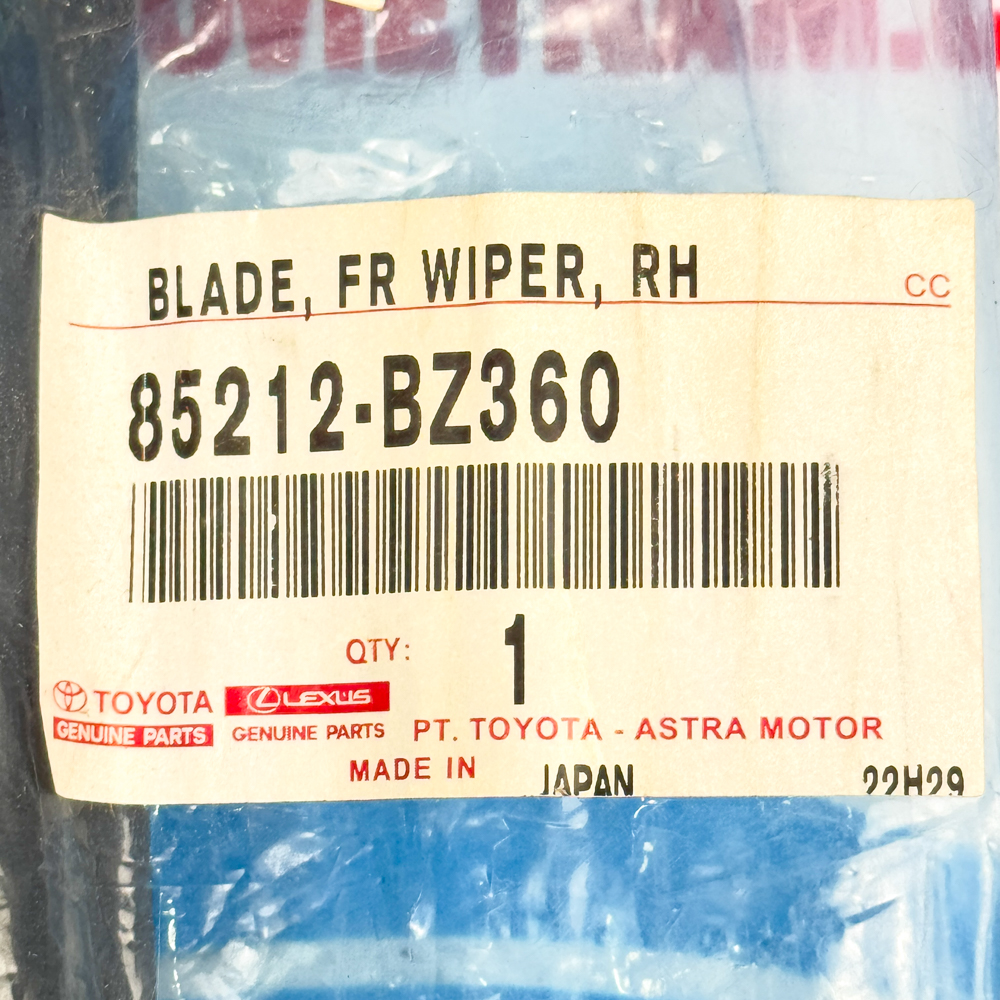 BLADE, FR WIPER, RH
CC
85212-BZ360
QTY: 1
TOYOTA LEXUS
GENUINE PARTS GENUINE PARTS PT. TOYOTA - ASTRA MOTOR
MADE IN JAPAN 22H29